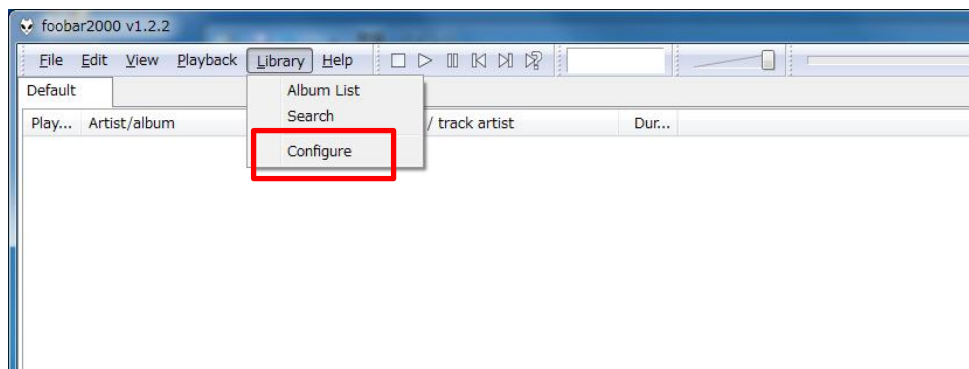 foobar2000 v1.2.2
File Edit View Playback Library Help
Default
Album List
Search
Configure
Play... Artist/album / track artist Dur...